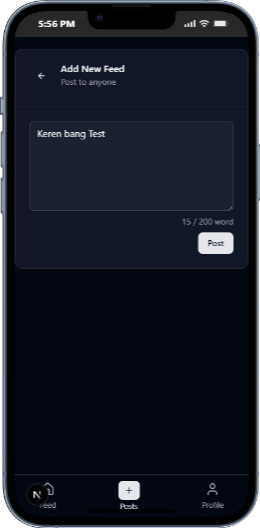 5:56 PM
Add New Feed
Post to anyone
Keren bang Test
15 / 200 word
Post
N
Feed
Posts
Profile